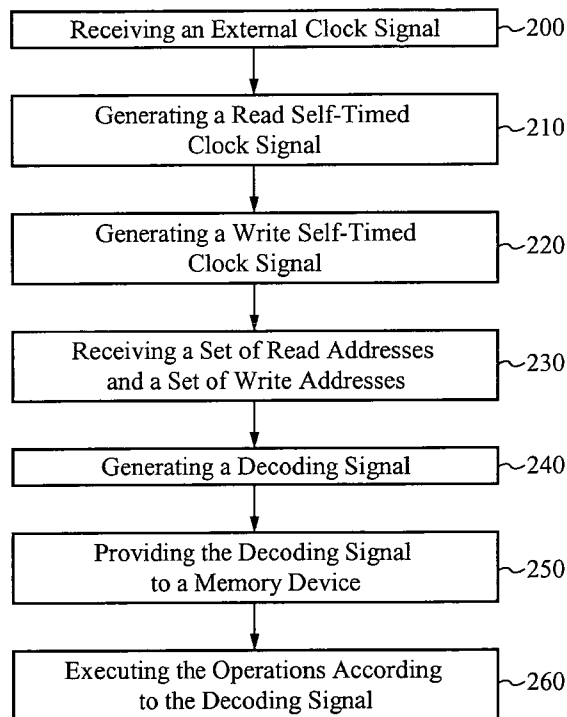 Receiving an External Clock Signal 200
Generating a Read Self-Timed
Clock Signal 210
Generating a Write Self-Timed
Clock Signal 220
Receiving a Set of Read Addresses
and a Set of Write Addresses 230
Generating a Decoding Signal 240
Providing the Decoding Signal
to a Memory Device 250
Executing the Operations According
to the Decoding Signal 260